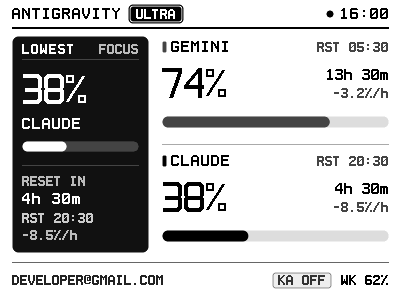 ANTIGRAVITY ULTRA
16:00
LOWEST FOCUS
38%
CLAUDE
RESET IN
4h 30m
RST 20:30
-8.5%/h
GEMINI RST 05:30
74% 13h 30m
-3.2%/h
CLAUDE RST 20:30
38% 4h 30m
-8.5%/h
DEVELOPER@GMAIL.COM KA OFF WK 62%